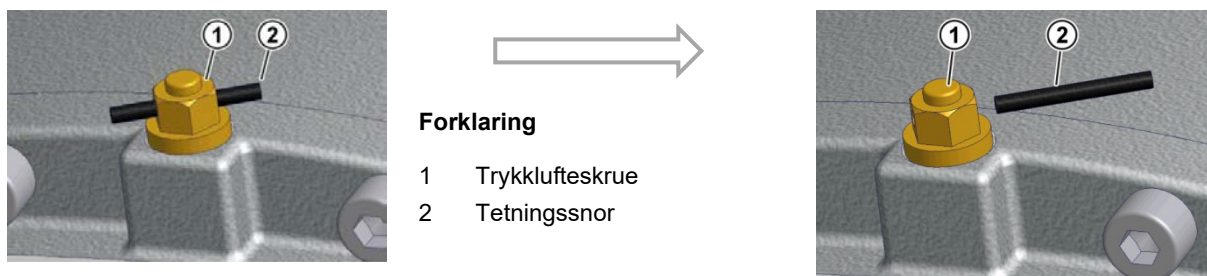 1 2
1 2
Forklaring
1 Trykklufteskrue
2 Tetningssnor